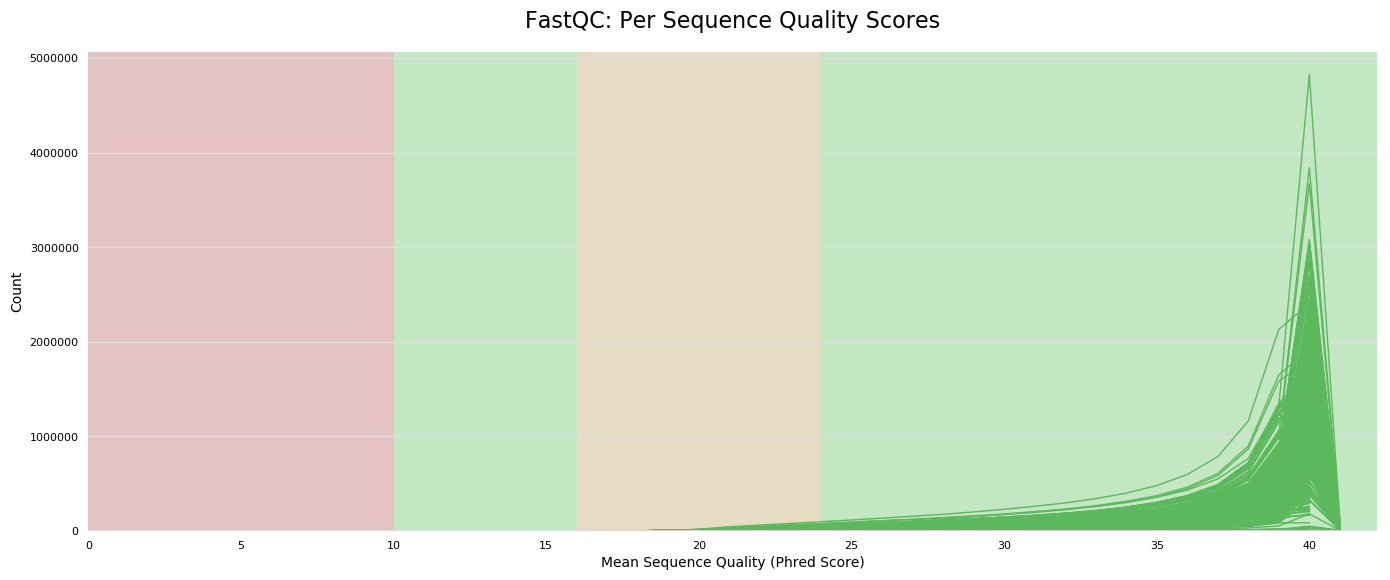 FastQC: Per Sequence Quality Scores
5000000
4000000
3000000
2000000
1000000
0
Count
0 5 10 15 20 25 30 35 40
Mean Sequence Quality (Phred Score)